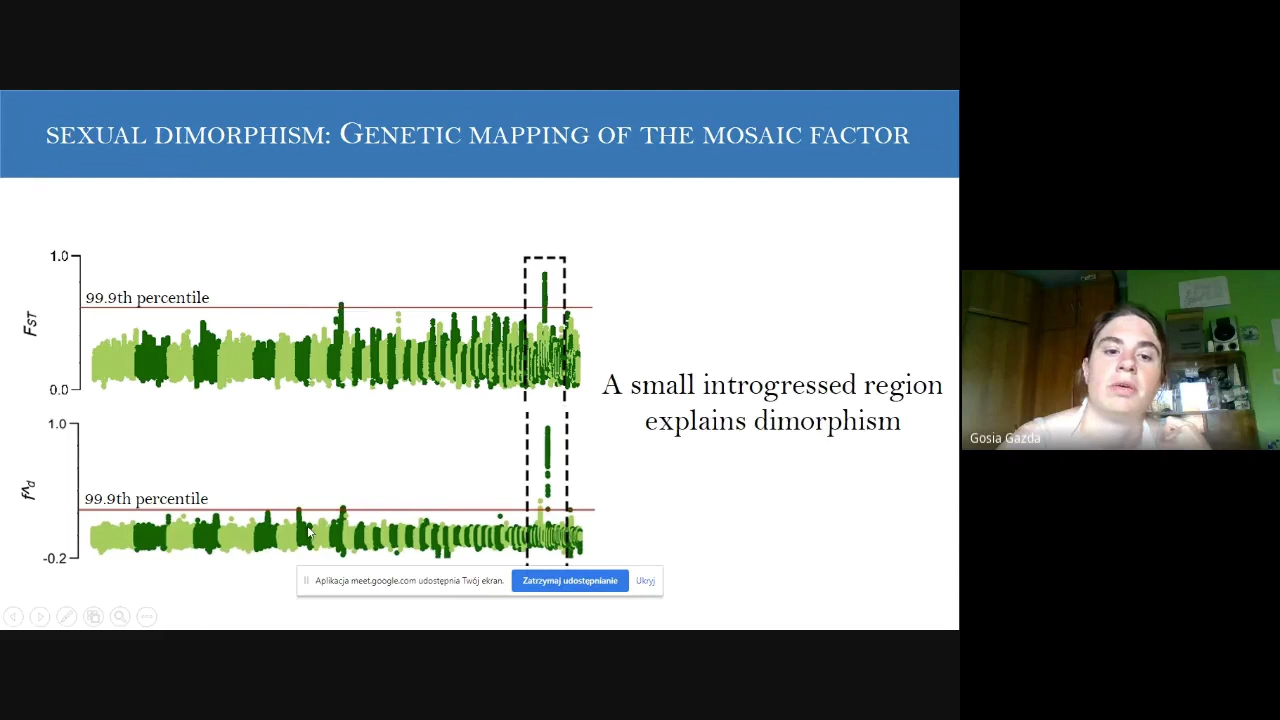 SEXUAL DIMORPHISM: GENETIC MAPPING OF THE MOSAIC FACTOR
1.0
99.9th percentile
FST
0.0
A small introgressed region
explains dimorphism
1.0
99.9th percentile
f^d
-0.2
Aplikacja meet.google.com udostępnia Twój ekran.
Zatrzymaj udostępnianie
Ukryj
Gosia Gazda